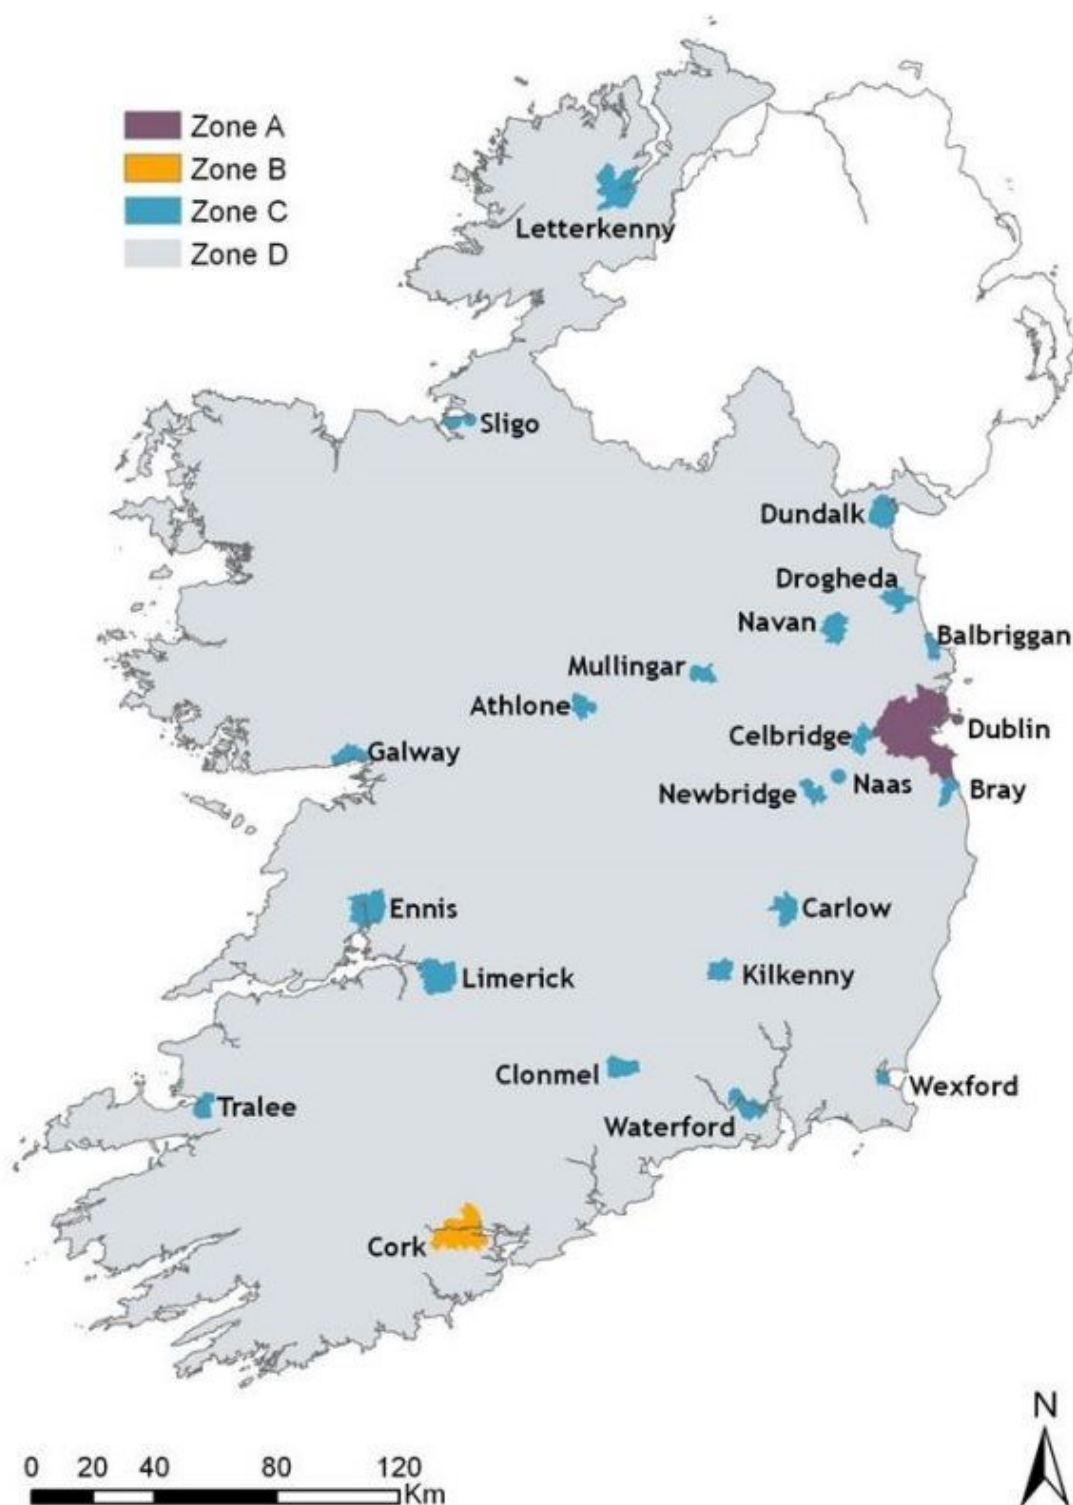 Zone A
Zone B
Zone C
Zone D
Letterkenny
Sligo
Dundalk
Drogheda
Navan
Balbriggan
Mullingar
Athlone
Dublin
Celbridge
Galway
Naas
Bray
Newbridge
Ennis
Carlow
Limerick
Kilkenny
Clonmel
Wexford
Tralee
Waterford
Cork
N
0 20 40 80 120
Km